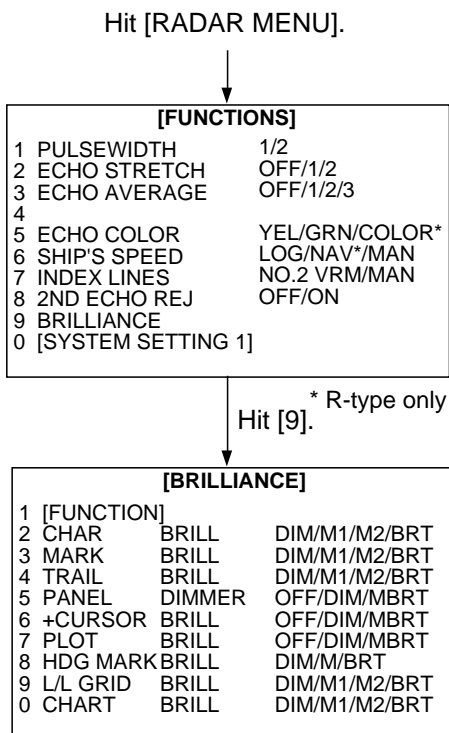 Hit [RADAR MENU].
[FUNCTIONS]
1 PULSEWIDTH 1/2
2 ECHO STRETCH OFF/1/2
3 ECHO AVERAGE OFF/1/2/3
4
5 ECHO COLOR YEL/GRN/COLOR*
6 SHIP'S SPEED LOG/NAV*/MAN
7 INDEX LINES NO.2 VRM/MAN
8 2ND ECHO REJ OFF/ON
9 BRILLIANCE
0 [SYSTEM SETTING 1]
* R-type only
Hit [9].
[BRILLIANCE]
1 [FUNCTION]
2 CHAR BRILL DIM/M1/M2/BRT
3 MARK BRILL DIM/M1/M2/BRT
4 TRAIL BRILL DIM/M1/M2/BRT
5 PANEL DIMMER OFF/DIM/MBRT
6 +CURSOR BRILL OFF/DIM/MBRT
7 PLOT BRILL OFF/DIM/MBRT
8 HDG MARK BRILL DIM/M/BRT
9 L/L GRID BRILL DIM/M1/M2/BRT
0 CHART BRILL DIM/M1/M2/BRT